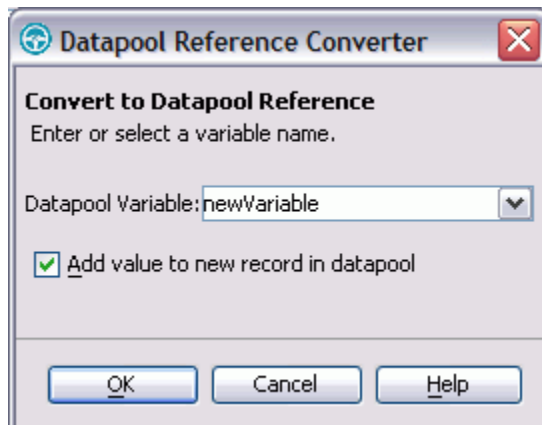 Datapool Reference Converter
Convert to Datapool Reference
Enter or select a variable name.
Datapool Variable: newVariable
Add value to new record in datapool
OK Cancel Help